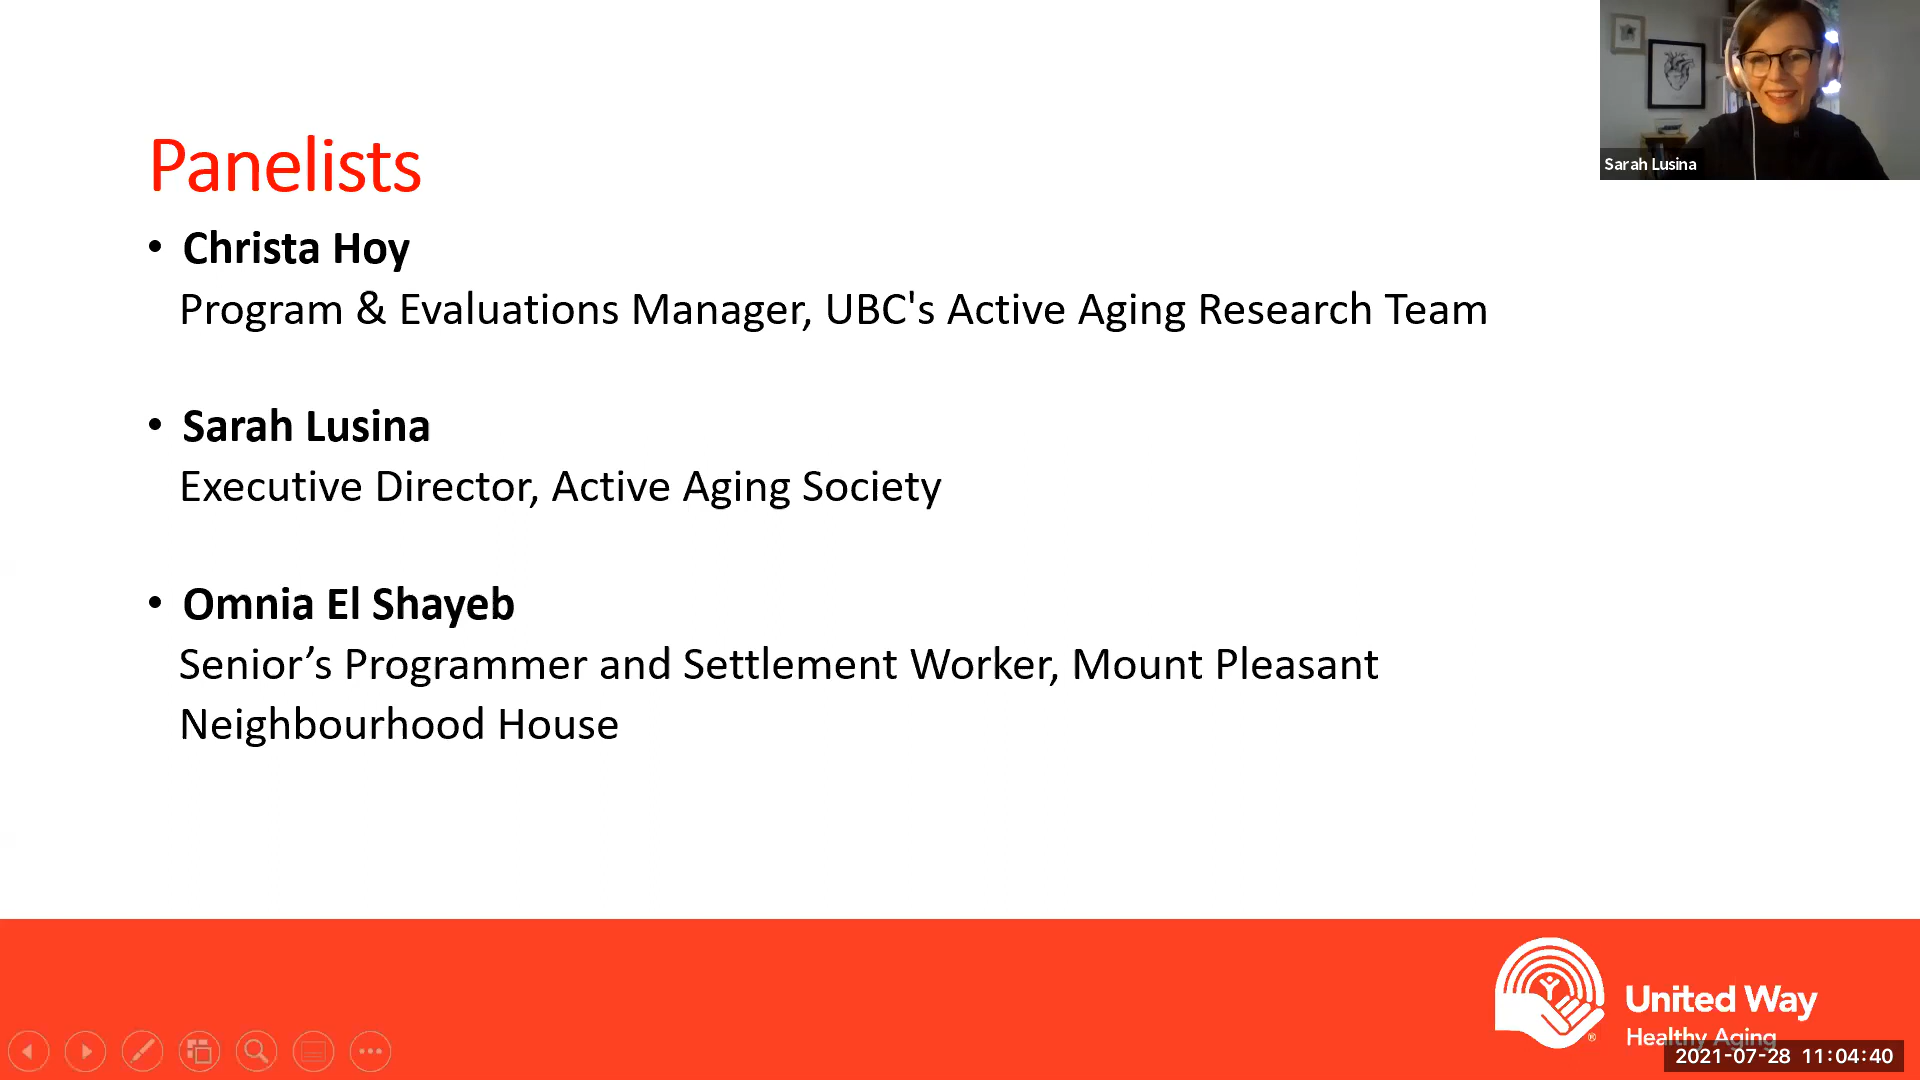 Panelists
• Christa Hoy
Program & Evaluations Manager, UBC's Active Aging Research Team
• Sarah Lusina
Executive Director, Active Aging Society
• Omnia El Shayeb
Senior’s Programmer and Settlement Worker, Mount Pleasant
Neighbourhood House
Sarah Lusina
United Way
Healthy Aging
®
2021-07-28 11:04:40